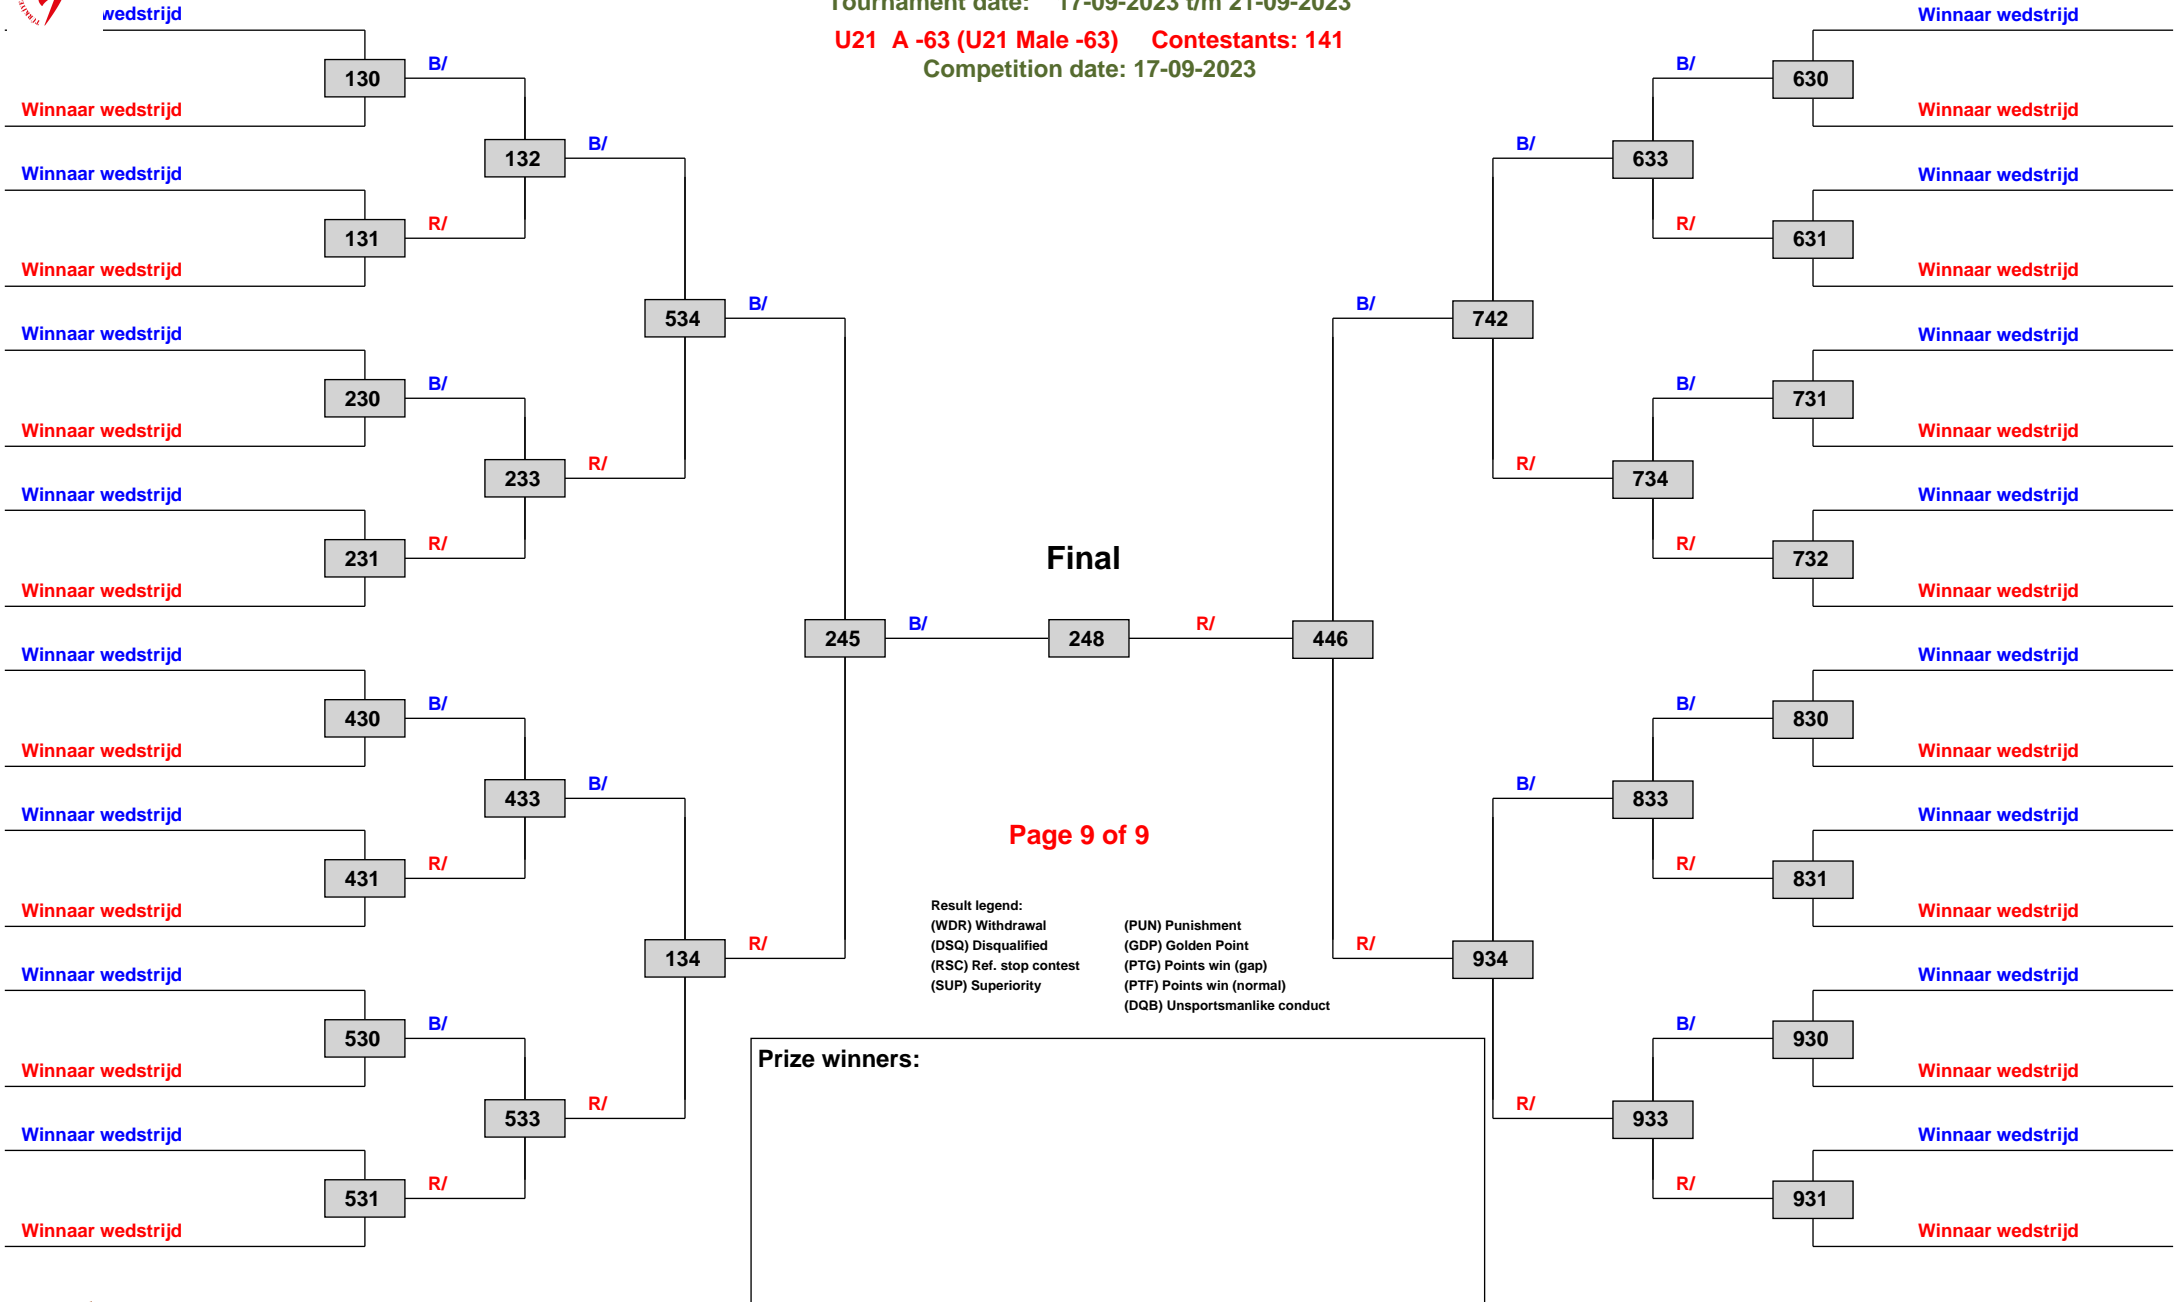 Tournament date: 17-09-2023 t/m 21-09-2023
U21 A -63 (U21 Male -63) Contestants: 141
Competition date: 17-09-2023
wedstrijd
130
B/
Winnaar wedstrijd
132
B/
Winnaar wedstrijd
131
R/
Winnaar wedstrijd
534
B/
Winnaar wedstrijd
230
B/
Winnaar wedstrijd
233
R/
Winnaar wedstrijd
231
R/
Winnaar wedstrijd
245
B/
Winnaar wedstrijd
430
B/
Winnaar wedstrijd
433
B/
Winnaar wedstrijd
431
R/
Winnaar wedstrijd
134
R/
Winnaar wedstrijd
530
B/
Winnaar wedstrijd
533
R/
Winnaar wedstrijd
531
R/
Winnaar wedstrijd
Final
248
R/
446
Page 9 of 9
Result legend:
(WDR) Withdrawal
(DSQ) Disqualified
(RSC) Ref. stop contest
(SUP) Superiority
(PUN) Punishment
(GDP) Golden Point
(PTG) Points win (gap)
(PTF) Points win (normal)
(DQB) Unsportsmanlike conduct
Prize winners:
Winnaar wedstrijd
B/
630
Winnaar wedstrijd
B/
633
Winnaar wedstrijd
R/
631
Winnaar wedstrijd
B/
742
Winnaar wedstrijd
B/
731
Winnaar wedstrijd
R/
734
Winnaar wedstrijd
R/
732
Winnaar wedstrijd
Winnaar wedstrijd
B/
830
Winnaar wedstrijd
B/
833
Winnaar wedstrijd
R/
831
Winnaar wedstrijd
R/
934
Winnaar wedstrijd
B/
930
Winnaar wedstrijd
R/
933
Winnaar wedstrijd
R/
931
Winnaar wedstrijd